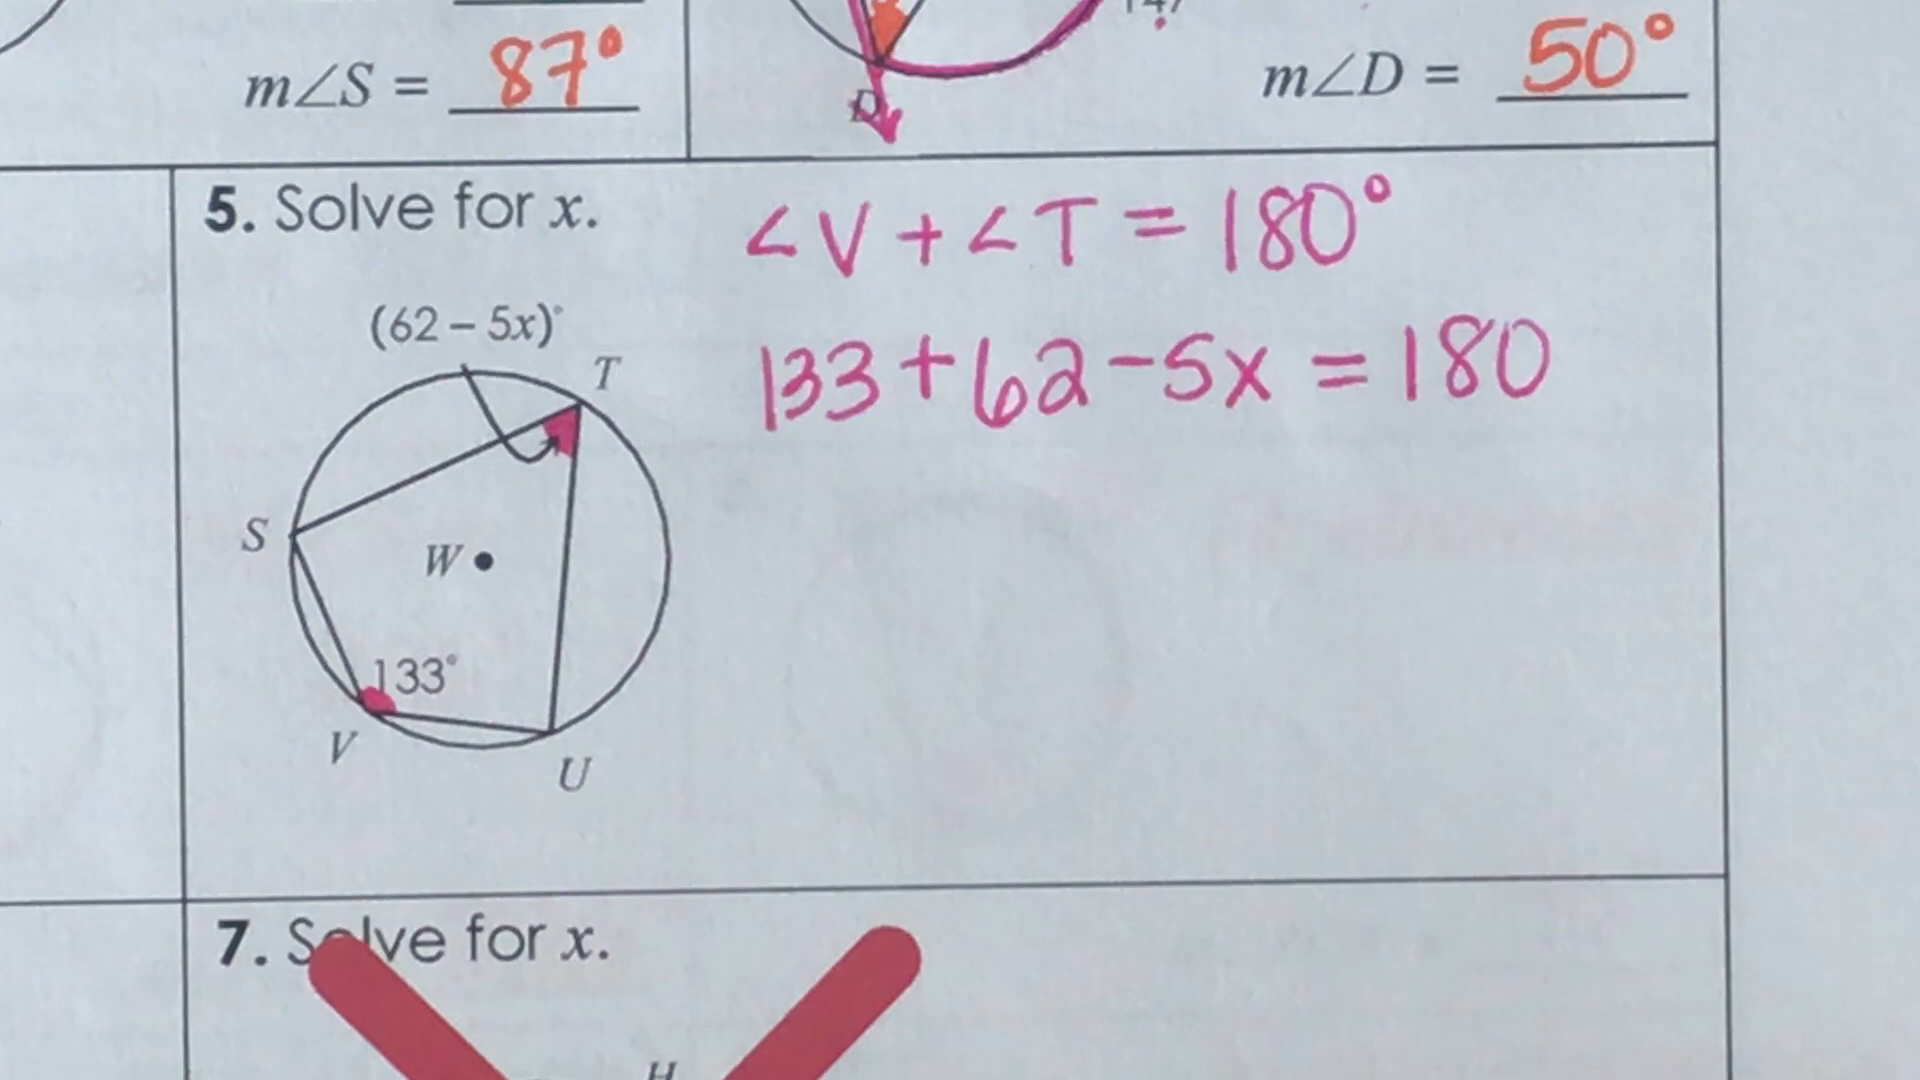 m∠S = 87°
D
m∠D = 50°
5. Solve for x.
∠V + ∠T = 180°
(62 – 5x)°
T
133 + 62 - 5x = 180
S
W
133°
V
U
7. Solve for x.
H